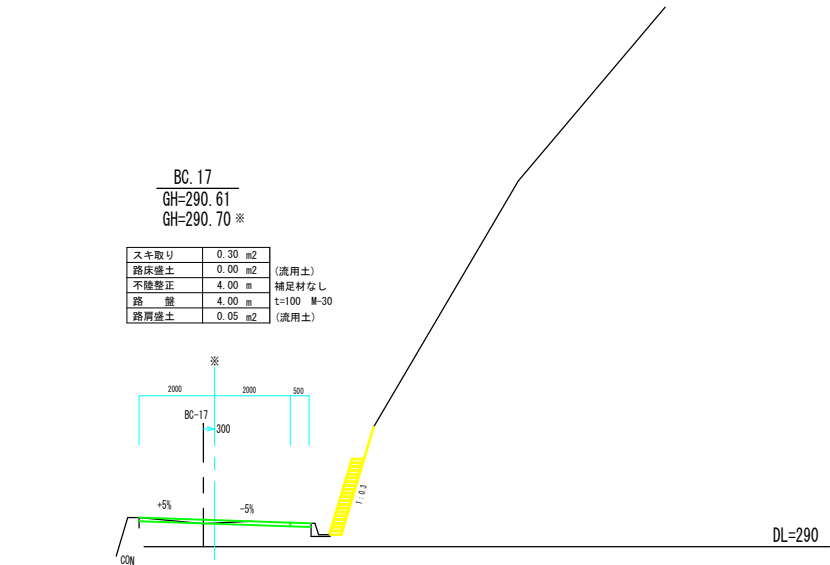 BC.17
GH=290.61
GH=290.70 ※
スキ取り 0.30 m2
路床盛土 0.00 m2 (流用土)
不陸整正 4.00 m 補足材なし
路 盤 4.00 m t=100 M-30
路肩盛土 0.05 m2 (流用土)
※
2000 2000 500
BC-17
300
1:0.3
+5% -5%
DL=290
CON